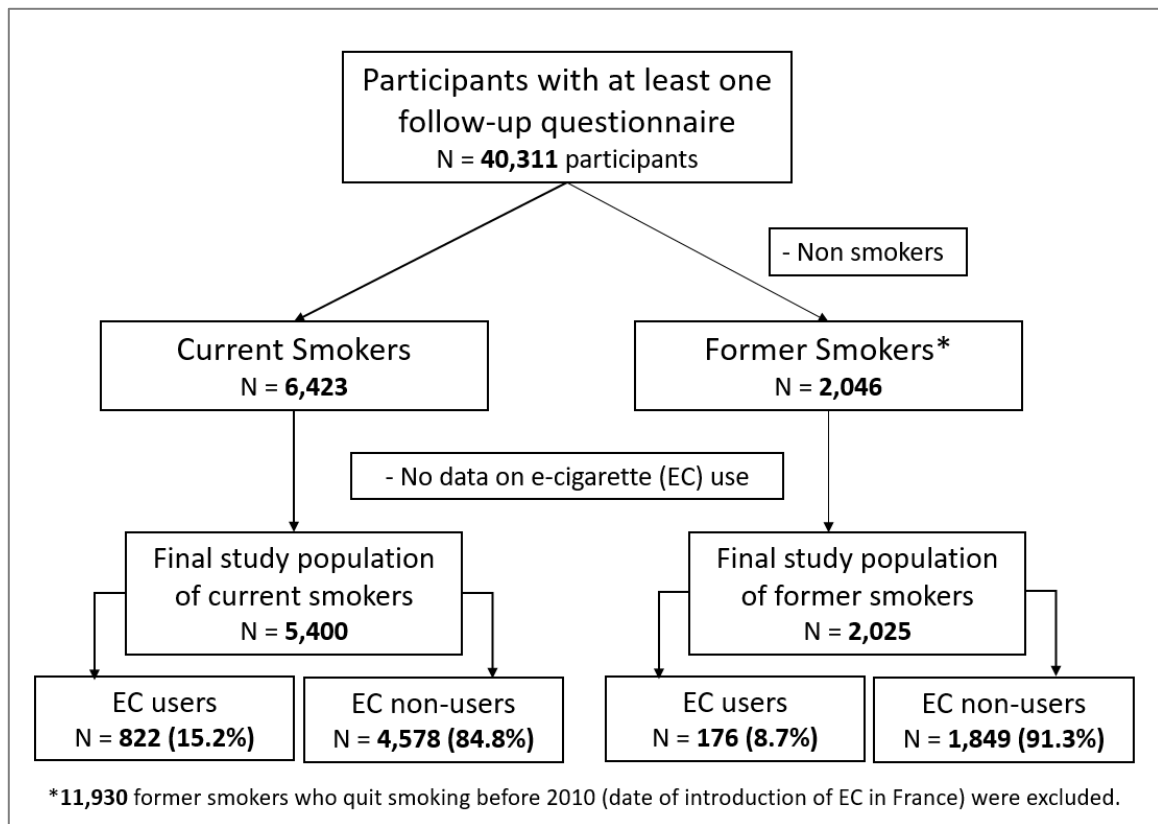 Participants with at least one
follow-up questionnaire
N = 40,311 participants
- Non smokers
Current Smokers
N = 6,423
Former Smokers*
N = 2,046
- No data on e-cigarette (EC) use
Final study population
of current smokers
N = 5,400
Final study population
of former smokers
N = 2,025
EC users
N = 822 (15.2%)
EC non-users
N = 4,578 (84.8%)
EC users
N = 176 (8.7%)
EC non-users
N = 1,849 (91.3%)
*11,930 former smokers who quit smoking before 2010 (date of introduction of EC in France) were excluded.